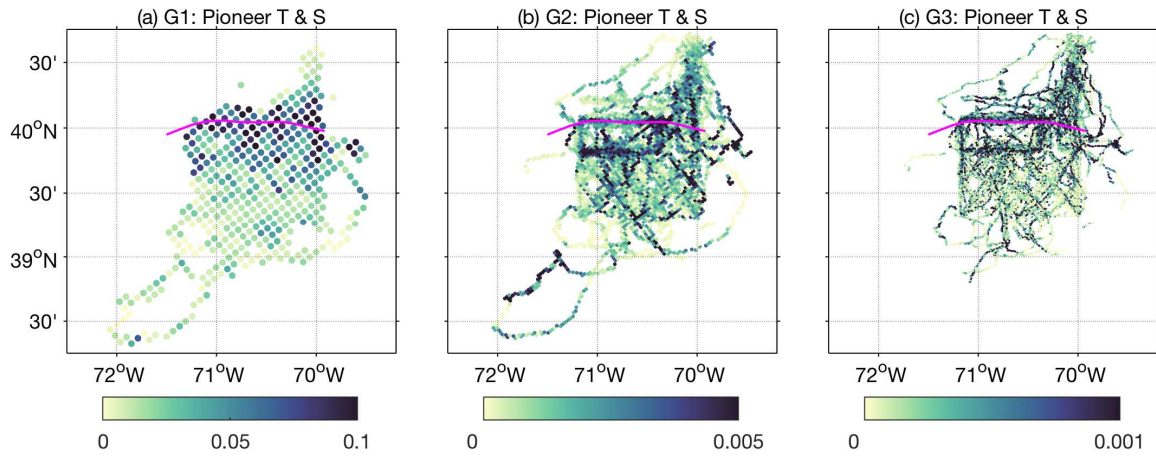 (a) G1: Pioneer T & S
(b) G2: Pioneer T & S
(c) G3: Pioneer T & S
30'
40°N
30'
39°N
30'
72°W 71°W 70°W
72°W 71°W 70°W
72°W 71°W 70°W
0 0.05 0.1
0 0.005
0 0.001